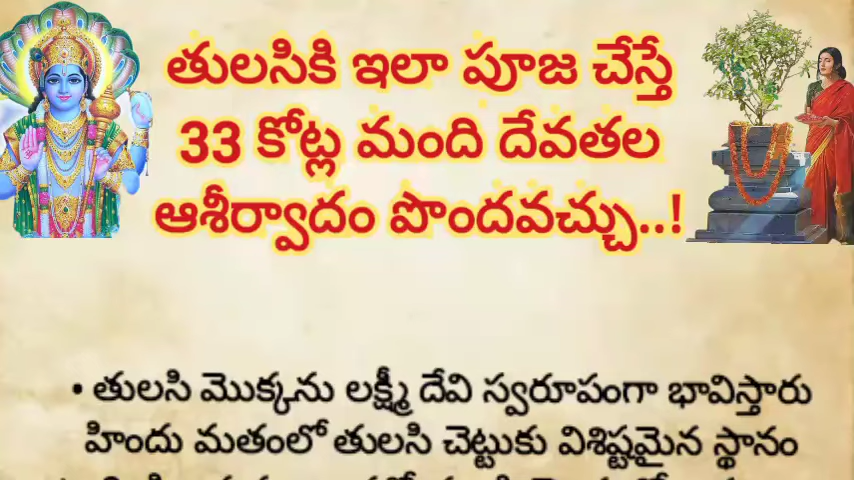 తులసికి ఇలా పూజ చేస్తే
33 కోట్ల మంది దేవతల
ఆశీర్వాదం పొందవచ్చు..!
• తులసి మొక్కను లక్ష్మీ దేవి స్వరూపంగా భావిస్తారు
హిందు మతంలో తులసి చెట్టుకు విశిష్టమైన స్థానం